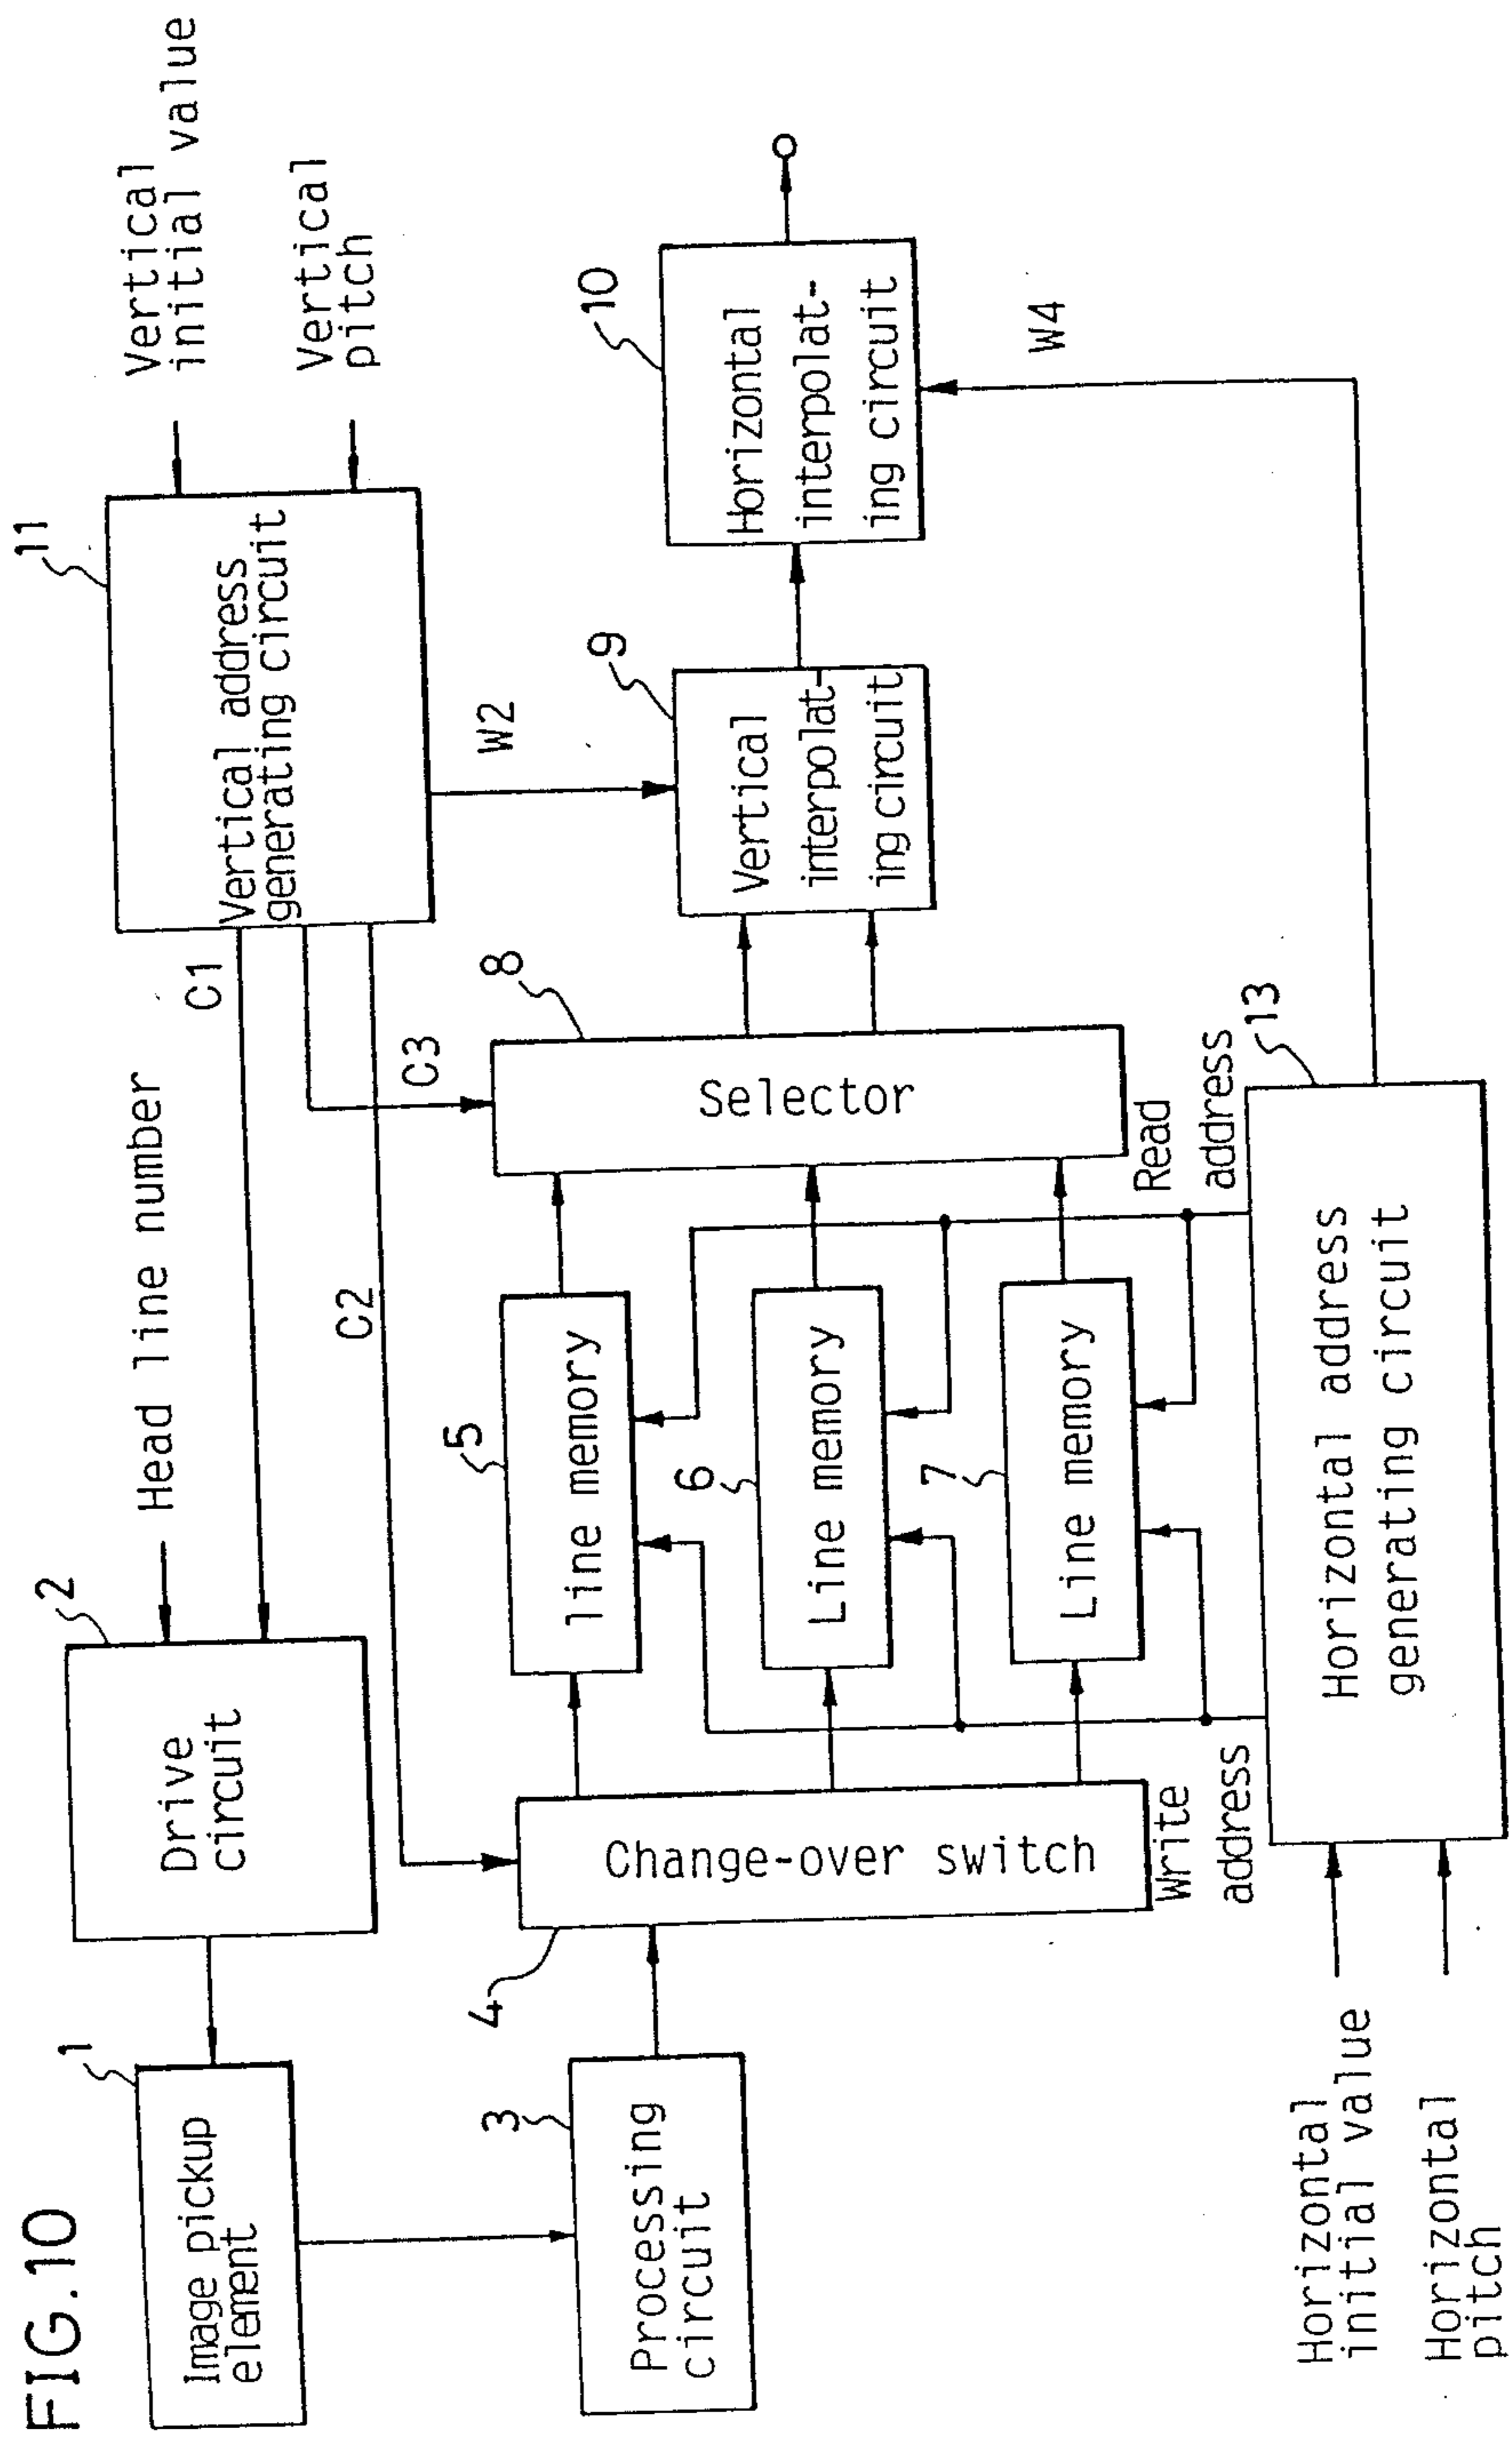 FIG.10
1
Image pickup
element
2
Drive
circuit
Head line number
C1
11
Vertical address
generating circuit
Vertical
initial value
Vertical
pitch
C2
C3
W2
3
Processing
circuit
4
Change-over switch
5
line memory
6
Line memory
7
Line memory
8
Selector
9
Vertical
interpolat-
ing circuit
10
Horizontal
interpolat-
ing circuit
W4
Write
address
Read
address
13
Horizontal address
generating circuit
Horizontal
initial value
Horizontal
pitch